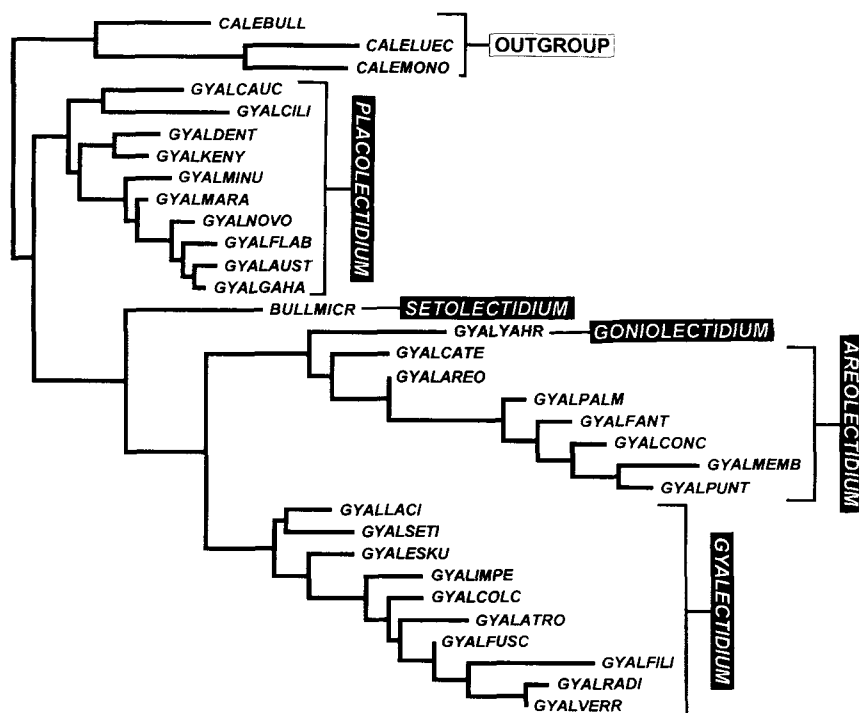 CALEBULL
CALELUEC
OUTGROUP
CALEMONO
GYALCAUC
GYALCILI
GYALDENT
GYALKENY
GYALMINU
GYALMARA
GYALNOVO
GYALFLAB
GYALAUST
GYALGAHA
PLACOLECTIDIUM
BULLMICR
SETOLECTIDIUM
GYALYAHR
GONIOLECTIDIUM
GYALCATE
GYALAREO
GYALPALM
GYALFANT
GYALCONC
GYALMEMB
GYALPUNT
AREOLECTIDIUM
GYALLACI
GYALSETI
GYALESKU
GYALIMPE
GYALCOLC
GYALATRO
GYALFUSC
GYALFILI
GYALRADI
GYALVERR
GYALECTIDIUM